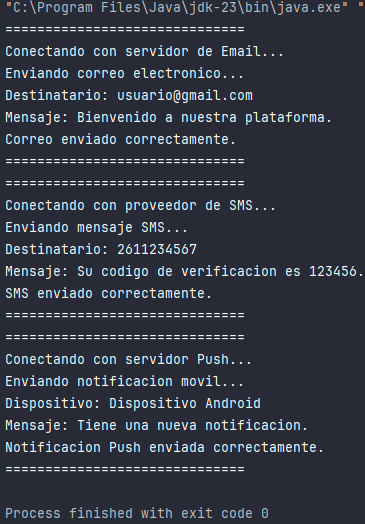 "C:\Program Files\Java\jdk-23\bin\java.exe" "
==============================
Conectando con servidor de Email...
Enviando correo electronico...
Destinatario: usuario@gmail.com
Mensaje: Bienvenido a nuestra plataforma.
Correo enviado correctamente.
==============================
==============================
Conectando con proveedor de SMS...
Enviando mensaje SMS...
Destinatario: 2611234567
Mensaje: Su codigo de verificacion es 123456.
SMS enviado correctamente.
==============================
==============================
Conectando con servidor Push...
Enviando notificacion movil...
Dispositivo: Dispositivo Android
Mensaje: Tiene una nueva notificacion.
Notificacion Push enviada correctamente.
==============================
Process finished with exit code 0